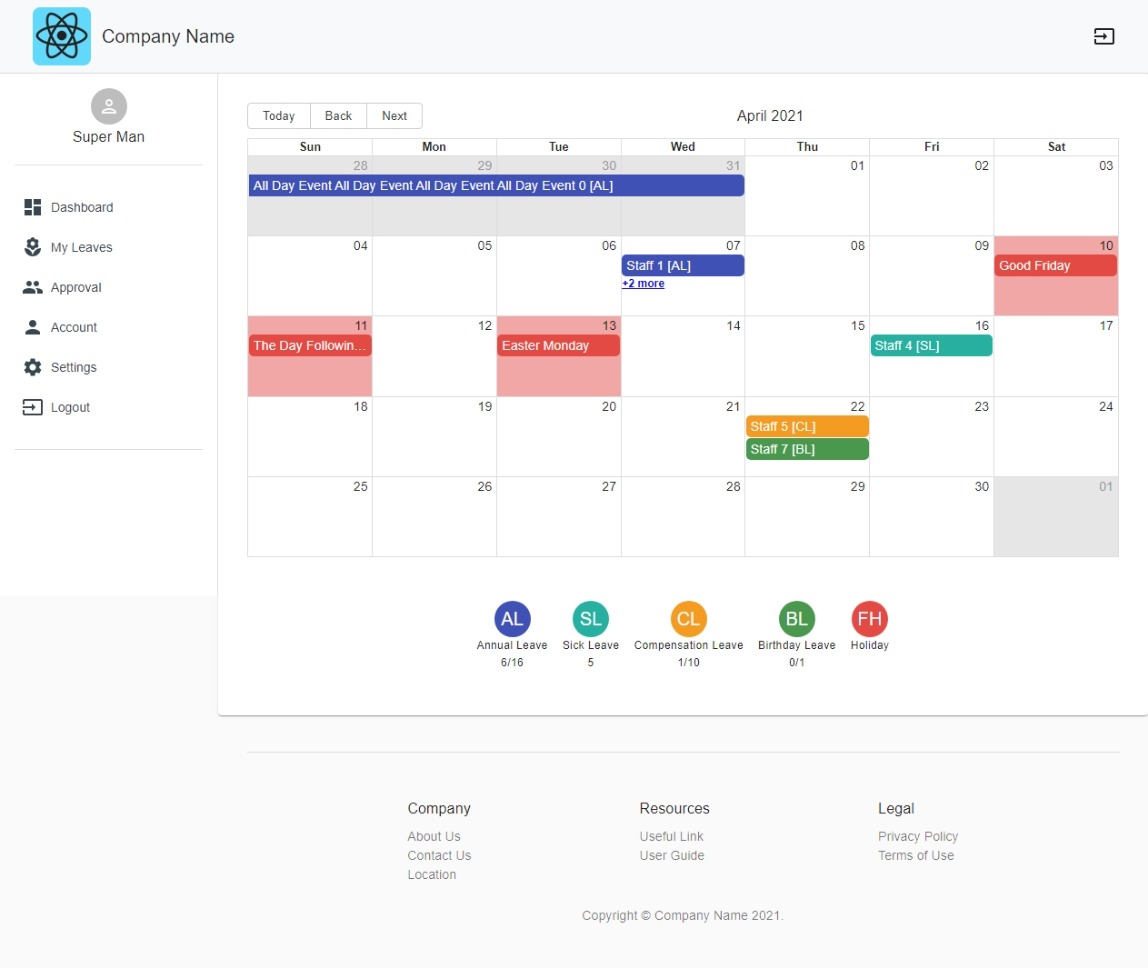 Company Name
Super Man
Dashboard
My Leaves
Approval
Account
Settings
Logout
Today Back Next
April 2021
Sun Mon Tue Wed Thu Fri Sat
28 29 30 31 01 02 03
All Day Event All Day Event All Day Event All Day Event 0 [AL]
04 05 06 07 08 09 10
Staff 1 [AL] Good Friday
+2 more
11 12 13 14 15 16 17
The Day Followin... Easter Monday Staff 4 [SL]
18 19 20 21 22 23 24
Staff 5 [CL]
Staff 7 [BL]
25 26 27 28 29 30 01
AL SL CL BL FH
Annual Leave Sick Leave Compensation Leave Birthday Leave Holiday
6/16 5 1/10 0/1
Company Resources Legal
About Us Useful Link Privacy Policy
Contact Us User Guide Terms of Use
Location
Copyright © Company Name 2021.